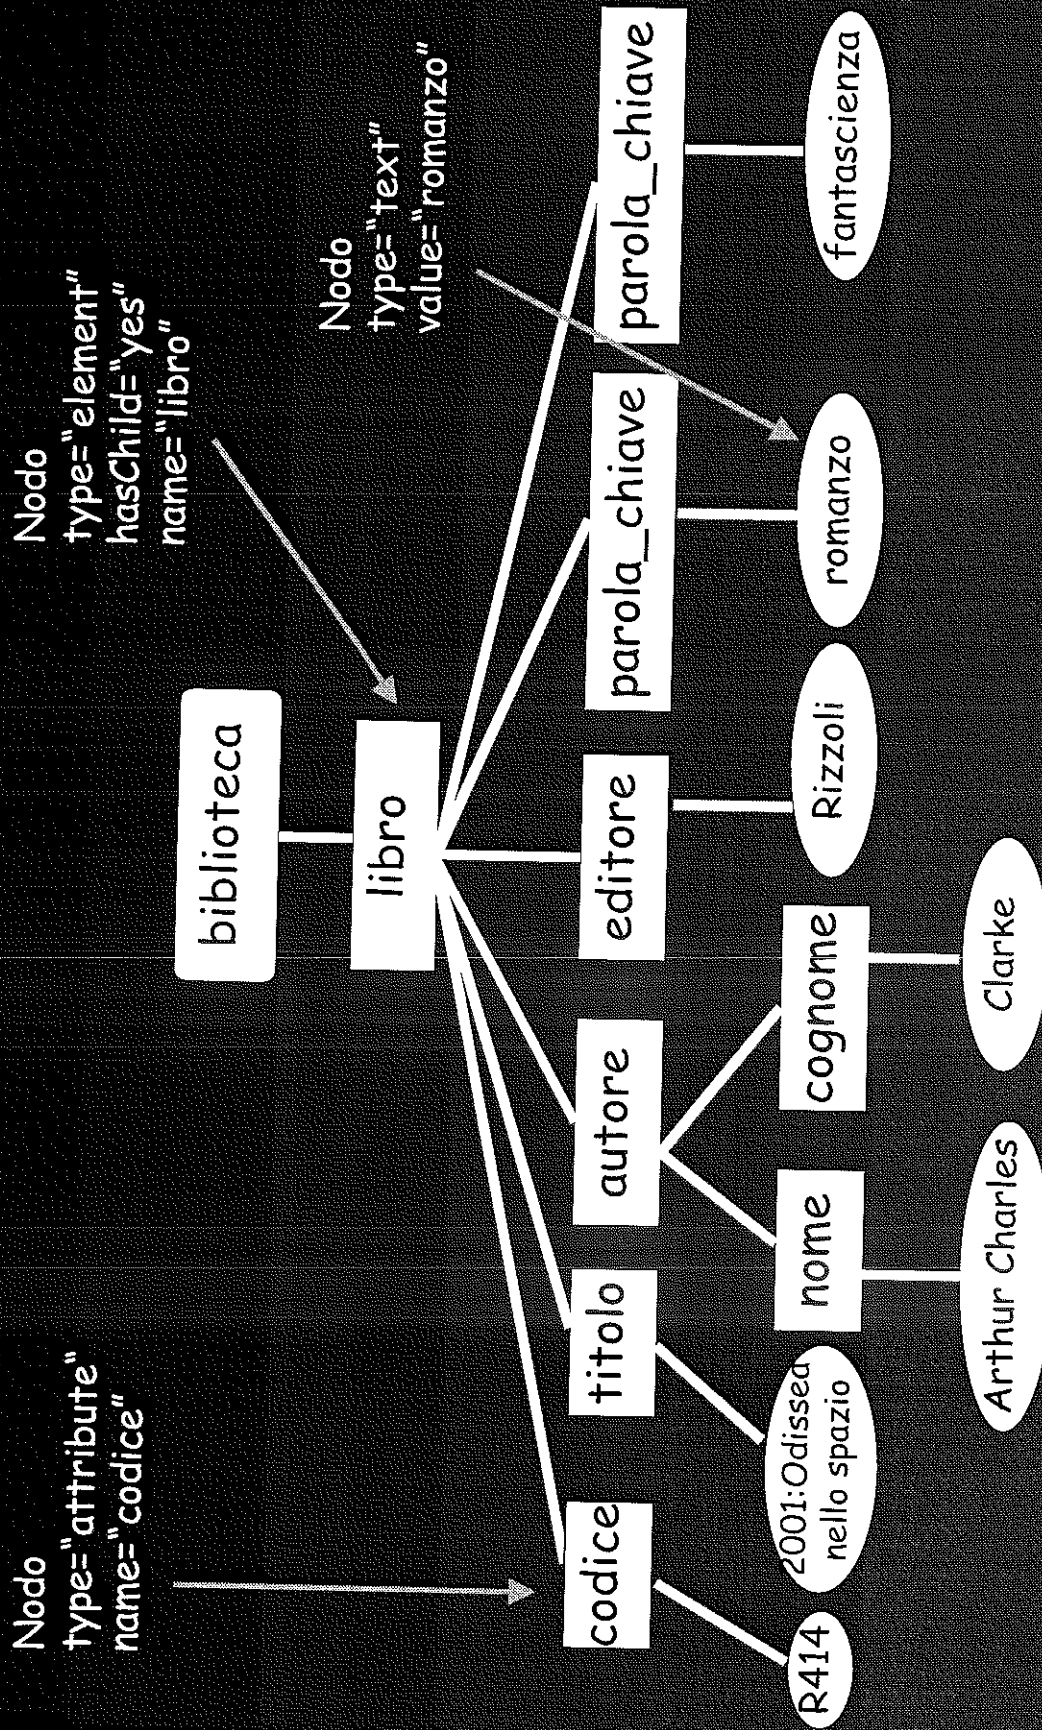 Nodo
type="attribute"
name="codice"
Nodo
type="element"
hasChild="yes"
name="libro"
Nodo
type="text"
value="romanzo"
biblioteca
libro
codice
titolo
autore
editore
parola_chiave
parola_chiave
R414
2001:Odissea
nello spazio
nome
cognome
Rizzoli
romanzo
fantascienza
Arthur Charles
Clarke